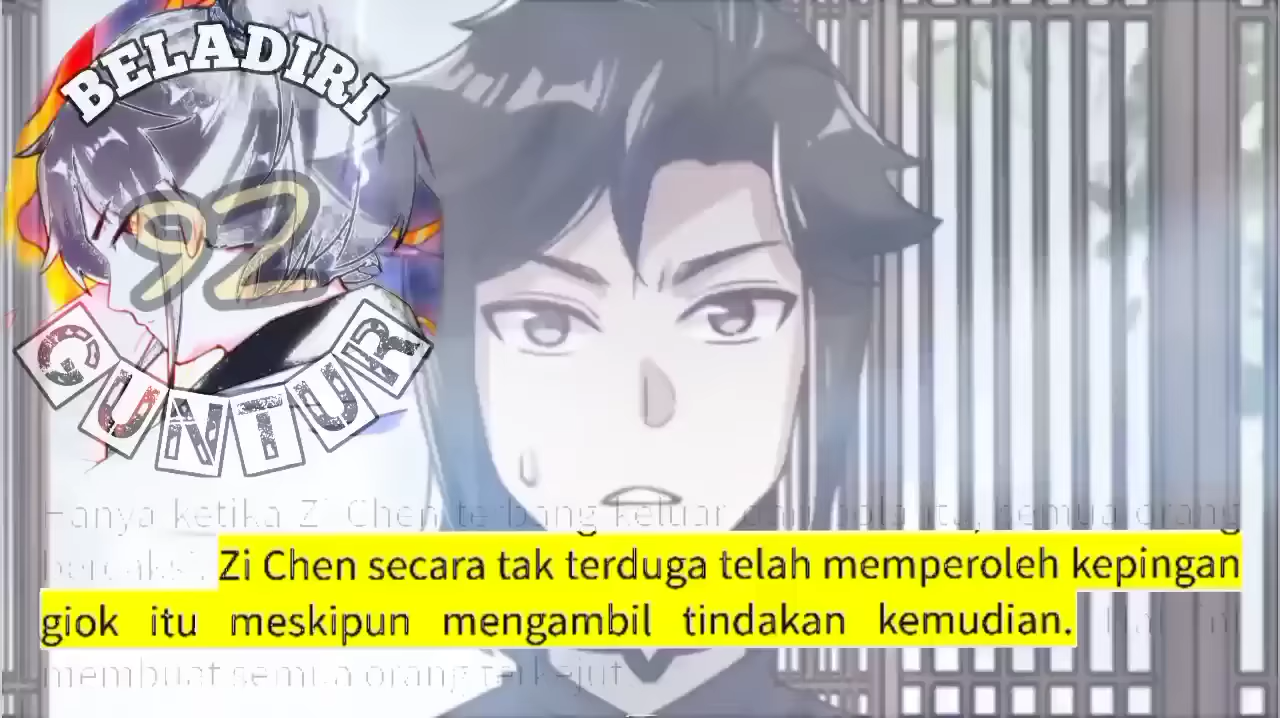 BELADIRI
92
GUNTUR
Hanya ketika Zi Chen terbang keluar dari pola itu, semua orang
bereaksi. Zi Chen secara tak terduga telah memperoleh kepingan
giok itu meskipun mengambil tindakan kemudian. Hal ini
membuat semua orang terkejut.